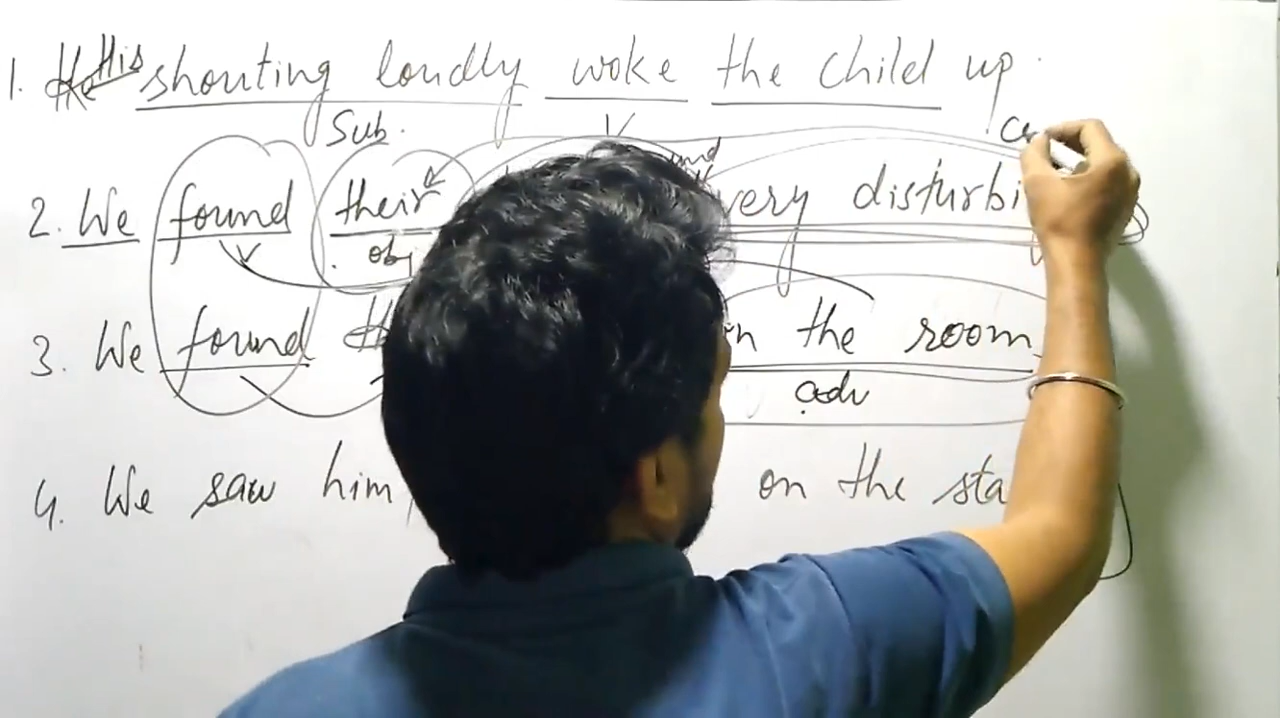 1. He His shouting loudly woke the child up.
Sub. V
2. We found their very disturbi
V obj
3. We found in the room
adv
4. We saw him on the sta